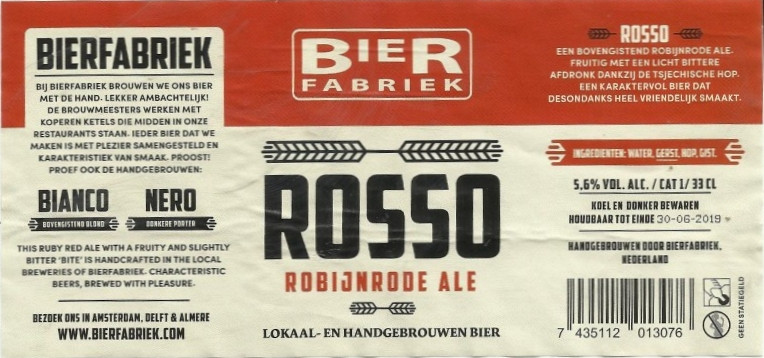 BIERFABRIEK
BIJ BIERFABRIEK BROUWEN WE ONS BIER
MET DE HAND. LEKKER AMBACHTELIJK!
DE BROUWMEESTERS WERKEN MET
KOPEREN KETELS DIE MIDDEN IN ONZE
RESTAURANTS STAAN. IEDER BIER DAT WE
MAKEN IS MET PLEZIER SAMENGESTELD EN
KARAKTERISTIEK VAN SMAAK. PROOST!
PROEF OOK DE HANDGEBROUWEN:
BIANCO
BOVENGISTEND BLOND
NERO
DONKERE PORTER
THIS RUBY RED ALE WITH A FRUITY AND SLIGHTLY
BITTER 'BITE' IS HANDCRAFTED IN THE LOCAL
BREWERIES OF BIERFABRIEK. CHARACTERISTIC
BEERS, BREWED WITH PLEASURE.
BEZOEK ONS IN AMSTERDAM, DELFT & ALMERE
WWW.BIERFABRIEK.COM
BIER
FABRIEK
ROSSO
ROBIJNRODE ALE
LOKAAL- EN HANDGEBROUWEN BIER
ROSSO
EEN BOVENGISTEND ROBIJNRODE ALE.
FRUITIG MET EEN LICHT BITTERE
AFDRONK DANKZIJ DE TSJECHISCHE HOP.
EEN KARAKTERVOL BIER DAT
DESONDANKS HEEL VRIENDELIJK SMAAKT.
INGREDIENTEN: WATER, GERST, HOP, GIST.
5,6% VOL. ALC. / CAT 1/ 33 CL
KOEL EN DONKER BEWAREN
HOUDBAAR TOT EINDE 30-06-2019
HANDGEBROUWEN DOOR BIERFABRIEK,
NEDERLAND
7 435112 013076
GEEN STATIEGELD